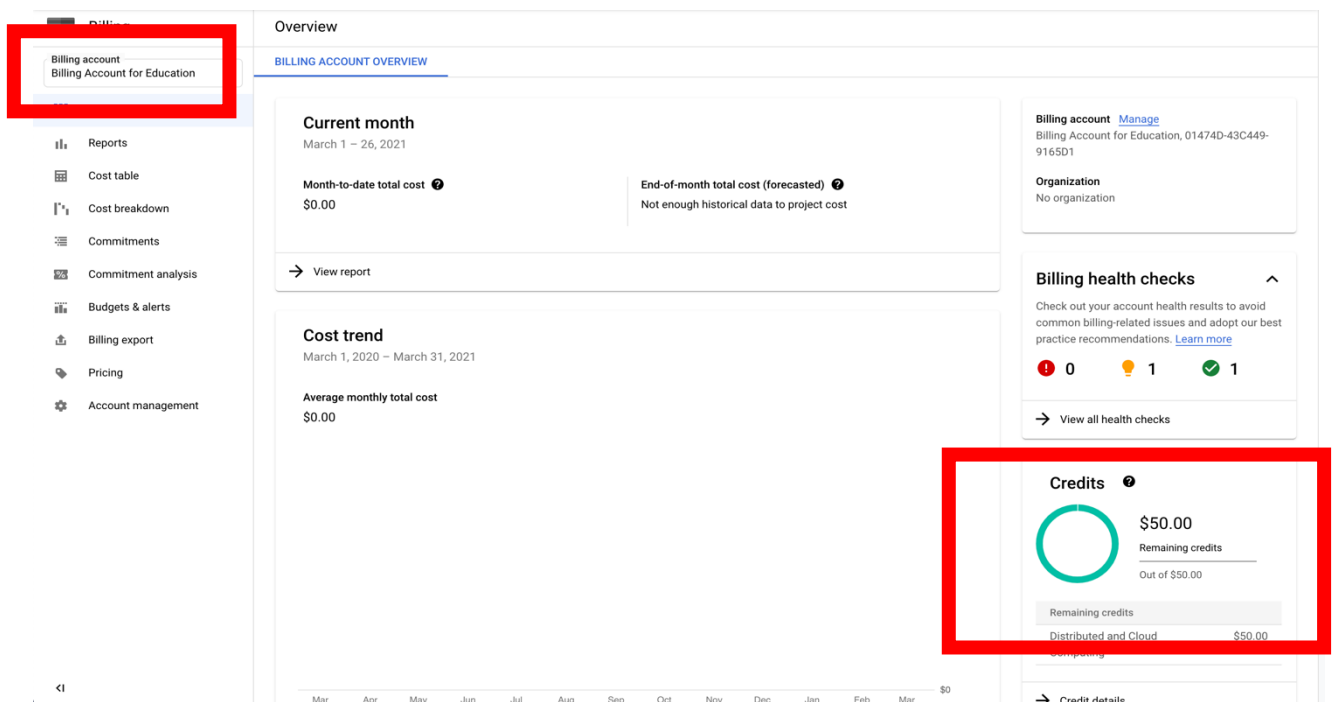 Billing
Overview
Billing account
Billing Account for Education
BILLING ACCOUNT OVERVIEW
Reports
Cost table
Cost breakdown
Commitments
Commitment analysis
Budgets & alerts
Billing export
Pricing
Account management
Current month
March 1 – 26, 2021
Month-to-date total cost
$0.00
End-of-month total cost (forecasted)
Not enough historical data to project cost
View report
Cost trend
March 1, 2020 – March 31, 2021
Average monthly total cost
$0.00
$0
Mar Apr May Jun Jul Aug Sep Oct Nov Dec Jan Feb Mar
Billing account Manage
Billing Account for Education, 01474D-43C449-
9165D1
Organization
No organization
Billing health checks
Check out your account health results to avoid
common billing-related issues and adopt our best
practice recommendations. Learn more
0 1 1
View all health checks
Credits
$50.00
Remaining credits
Out of $50.00
Remaining credits
Distributed and Cloud $50.00
Computing
Credit details